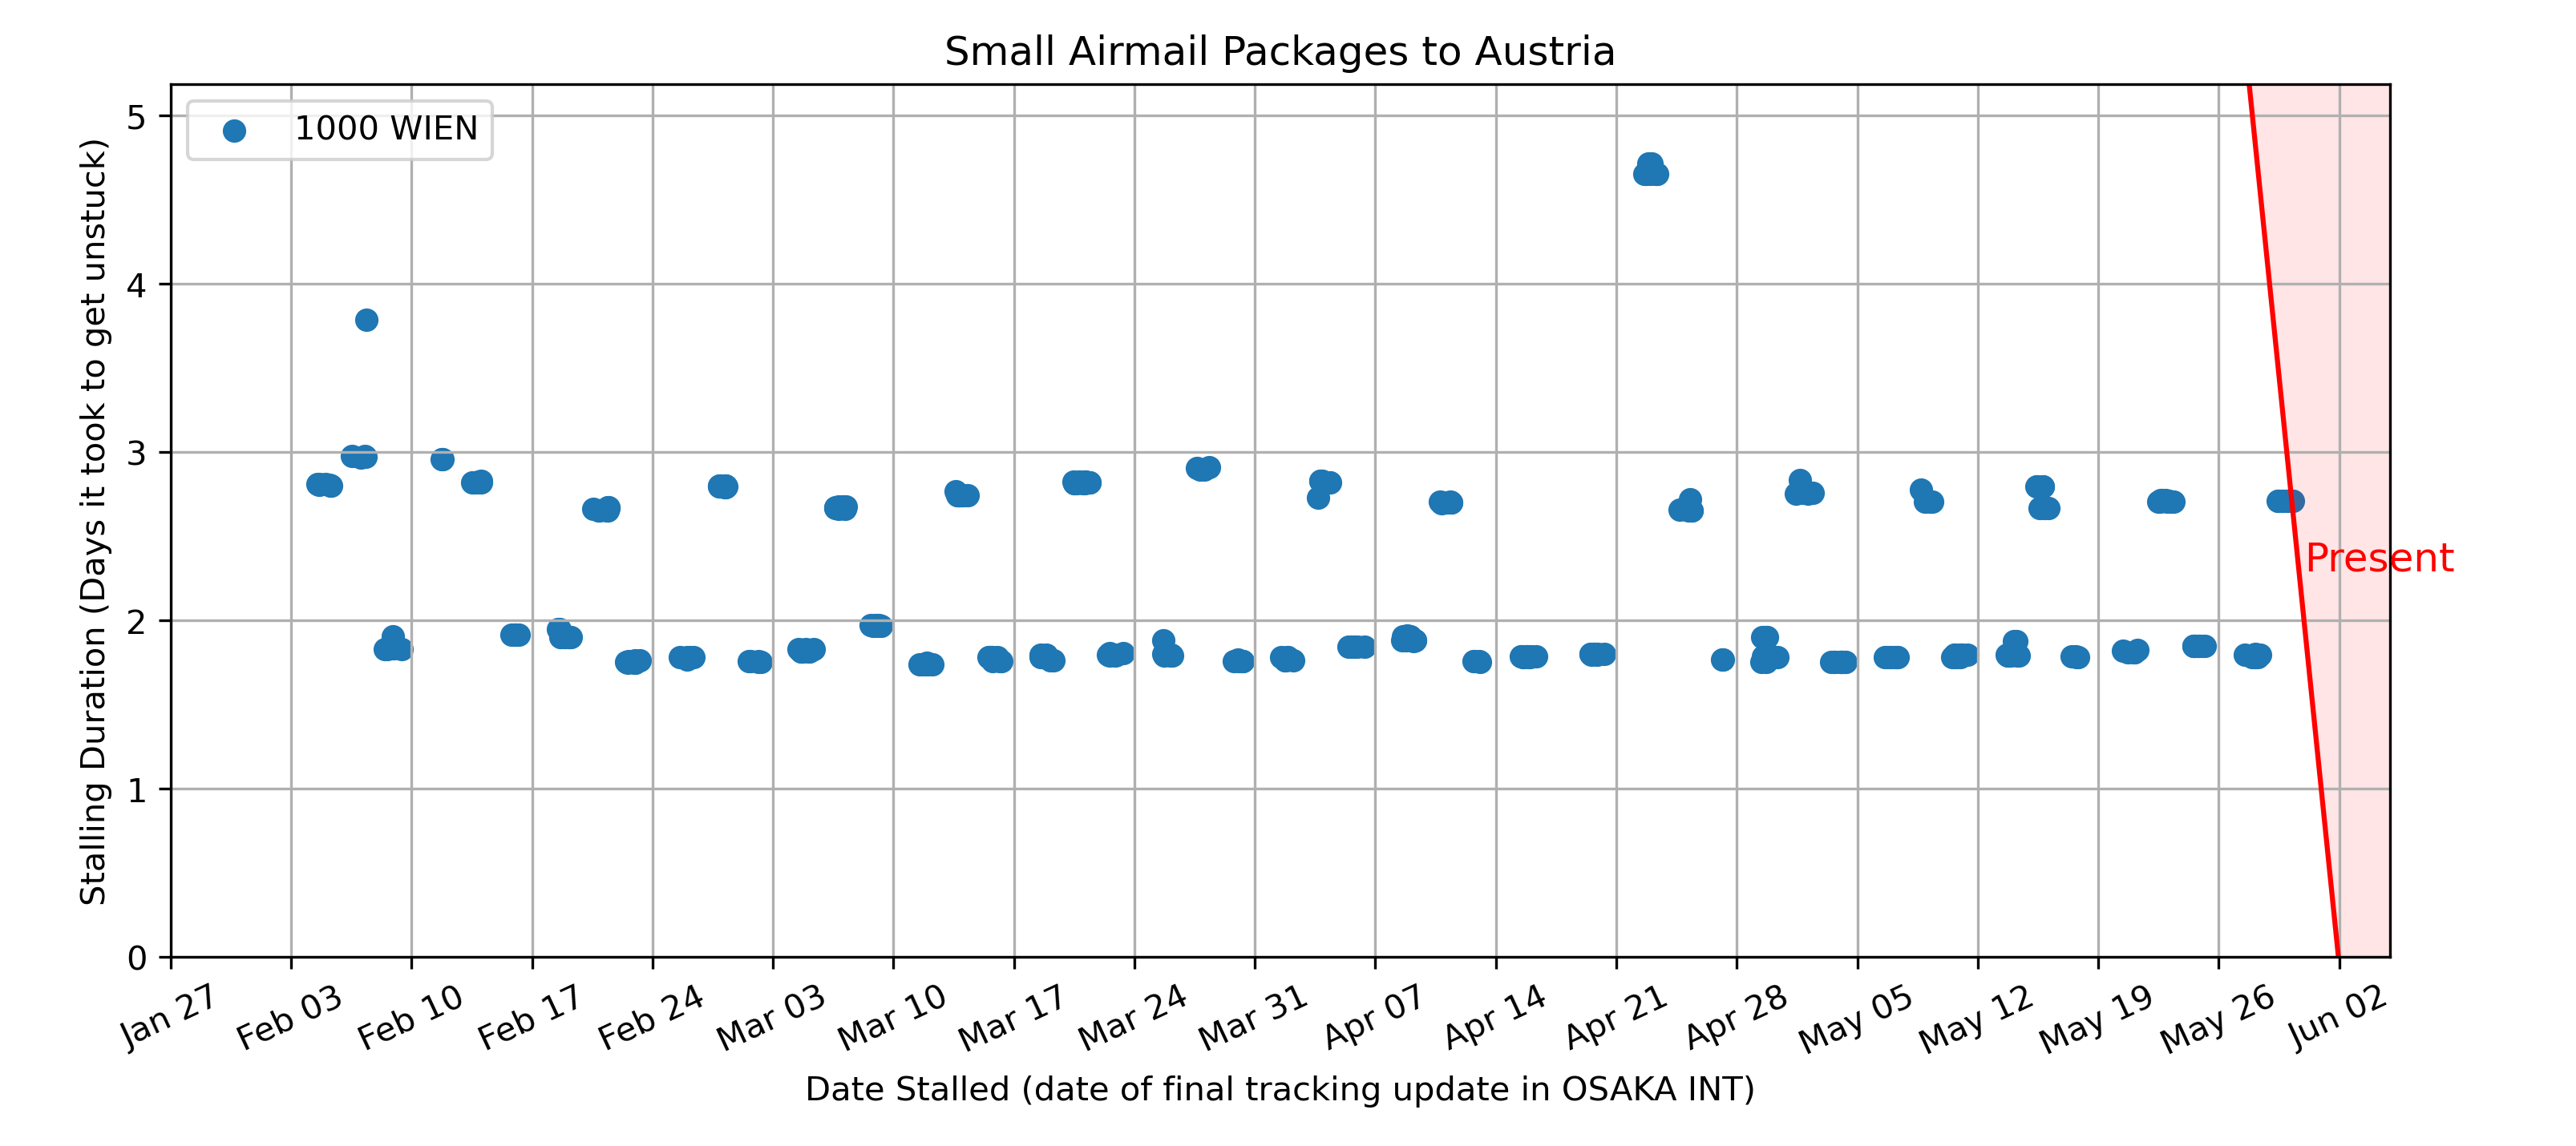 Small Airmail Packages to Austria
1000 WIEN
Stalling Duration (Days it took to get unstuck)
5
4
3
2
1
0
Present
Jan 27
Feb 03
Feb 10
Feb 17
Feb 24
Mar 03
Mar 10
Mar 17
Mar 24
Mar 31
Apr 07
Apr 14
Apr 21
Apr 28
May 05
May 12
May 19
May 26
Jun 02
Date Stalled (date of final tracking update in OSAKA INT)